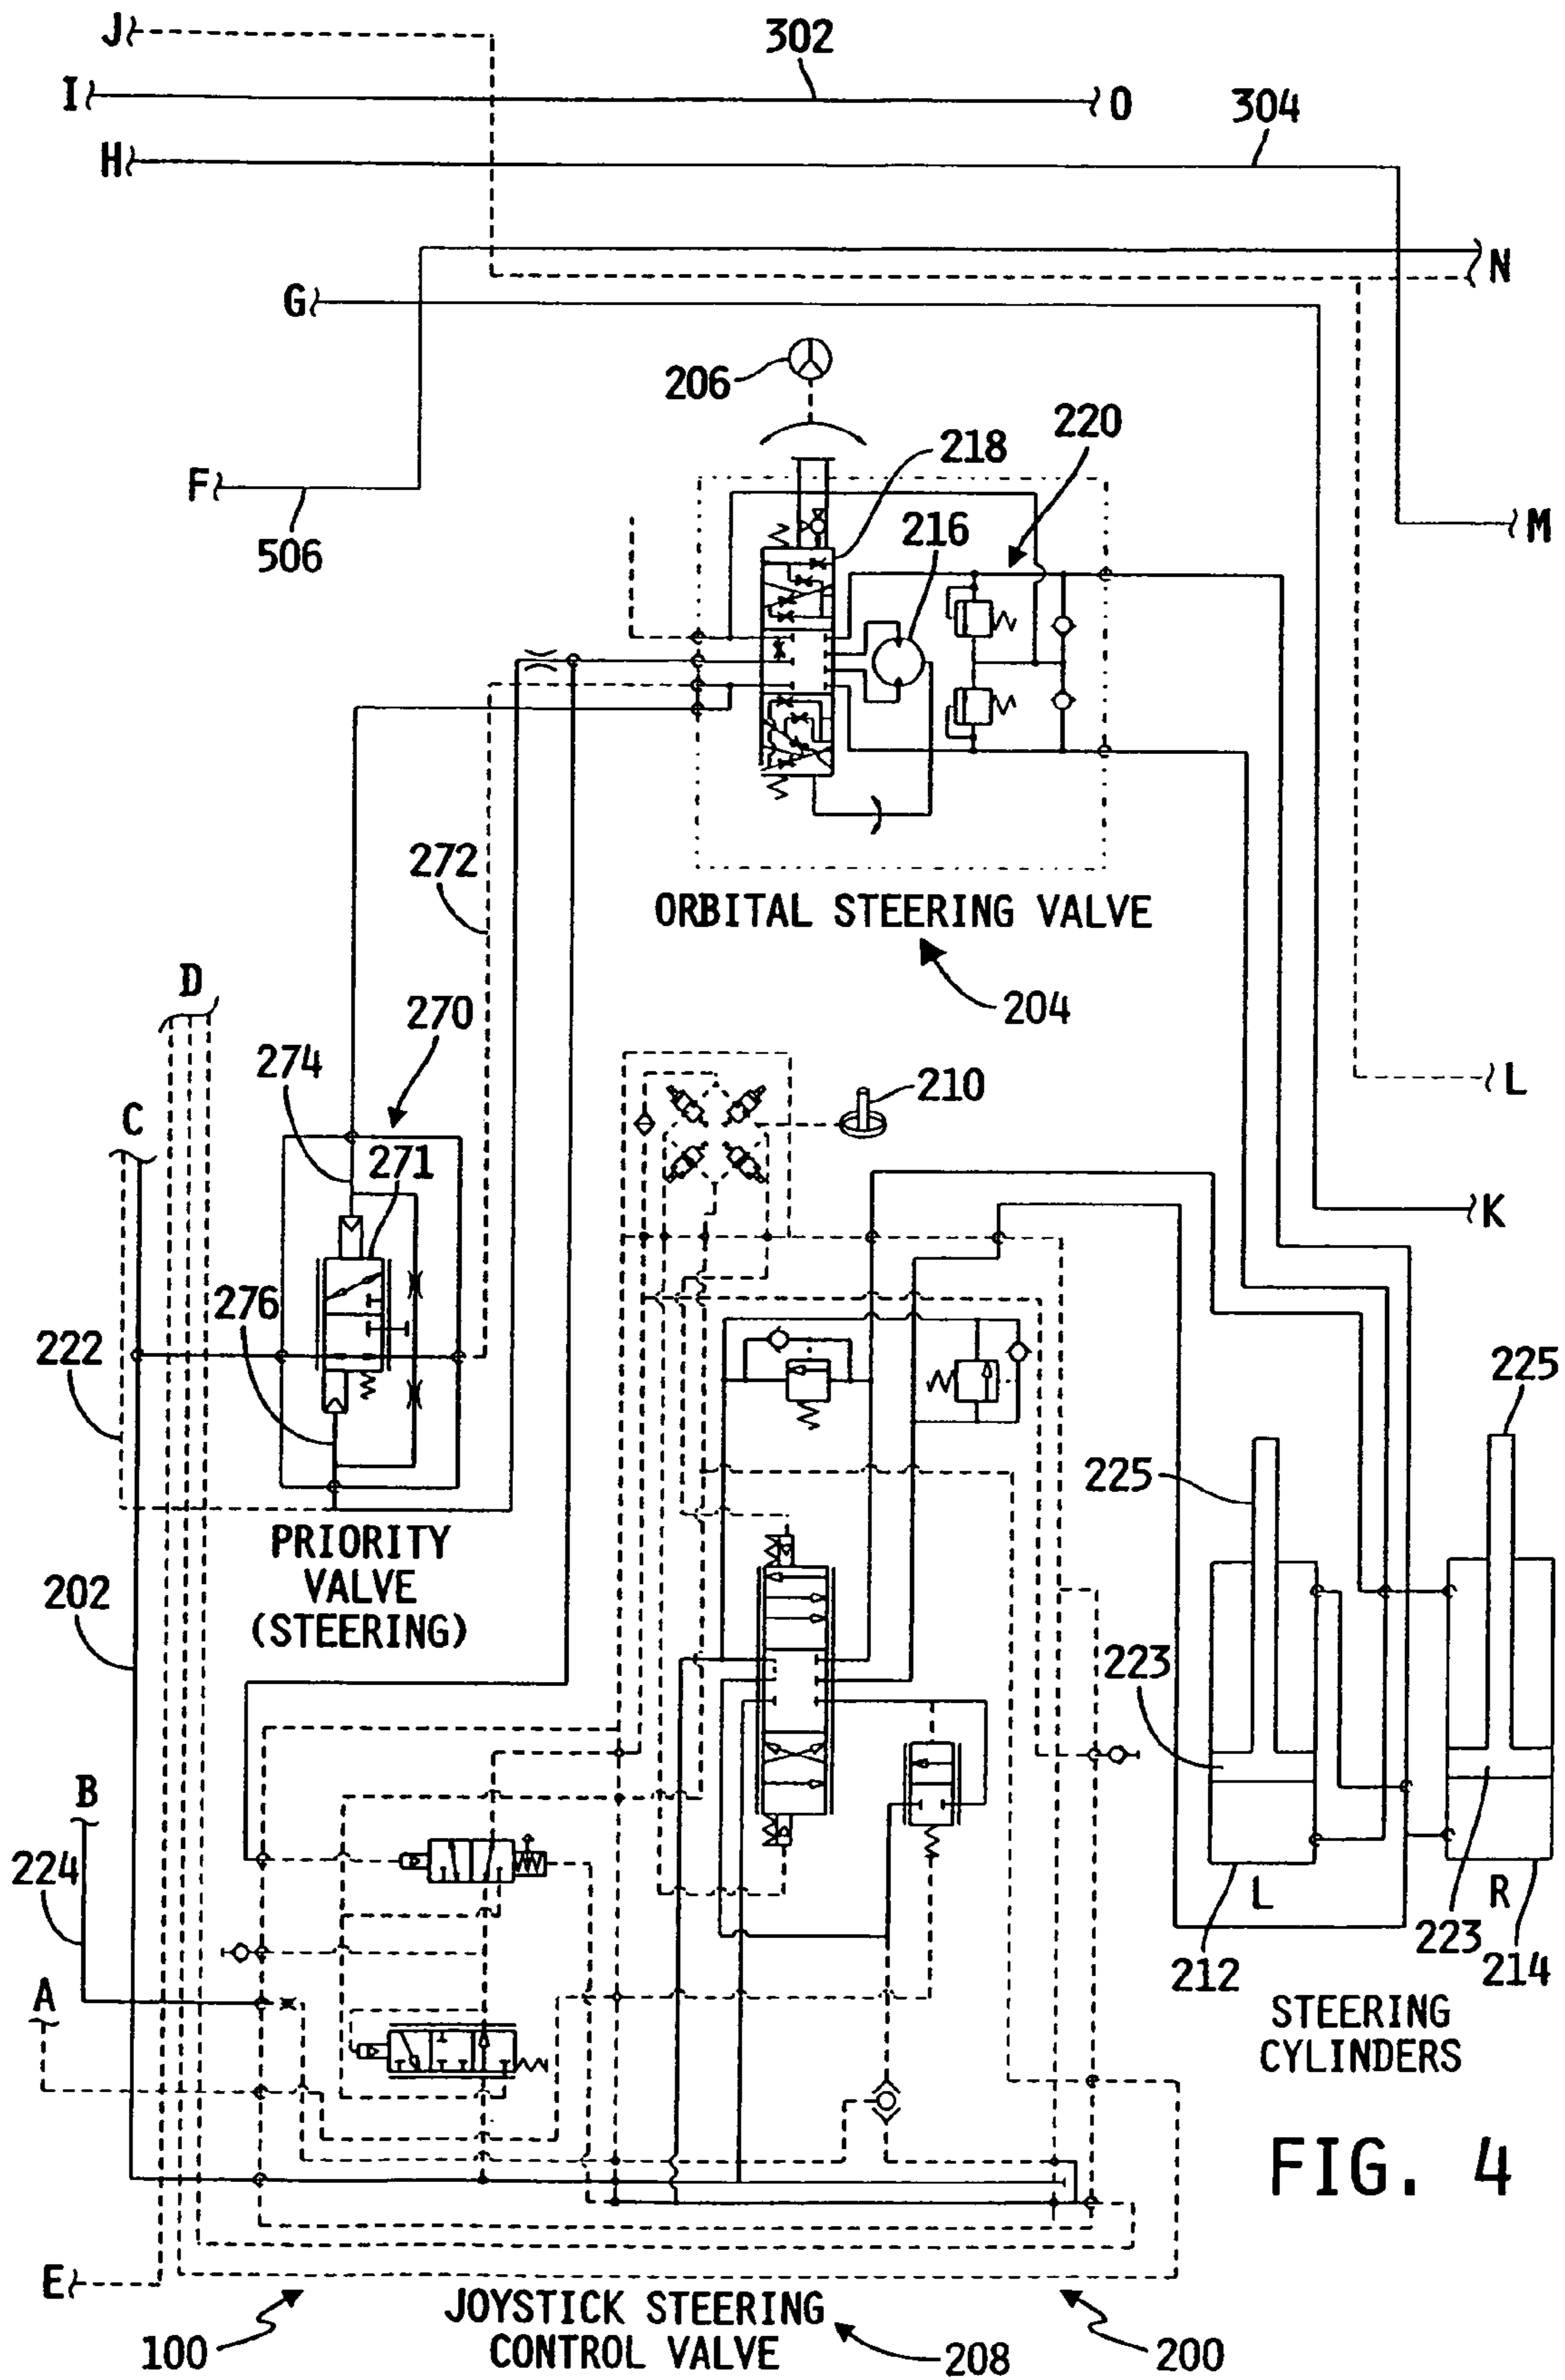 J
302
I
O
304
H
N
G
206
220
218
F
216
506
M
272
ORBITAL STEERING VALVE
D
270
204
274
210
L
C
271
K
276
222
225
225
PRIORITY
VALVE
(STEERING)
202
223
B
224
L
R
223
212
214
A
STEERING
CYLINDERS
FIG. 4
E
JOYSTICK STEERING
CONTROL VALVE
100
208
200